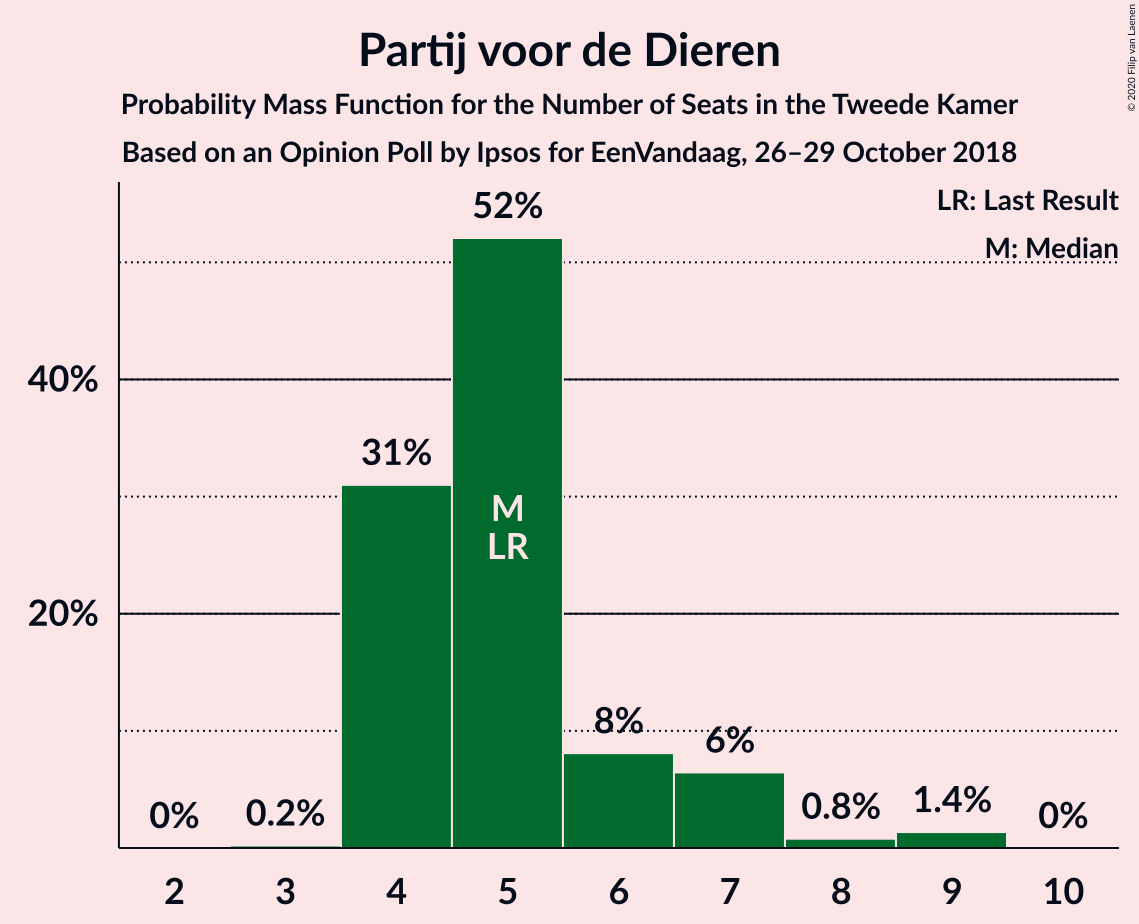 Partij voor de Dieren
Probability Mass Function for the Number of Seats in the Tweede Kamer
Based on an Opinion Poll by Ipsos for EenVandaag, 26–29 October 2018
© 2020 Filip van Laenen
LR: Last Result
M: Median
52%
40%
31%
M
LR
20%
8%
6%
0%
0.2%
0.8%
1.4%
0%
2 3 4 5 6 7 8 9 10